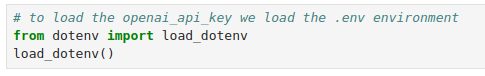 # to load the openai_api_key we load the .env environment
from dotenv import load_dotenv
load_dotenv()